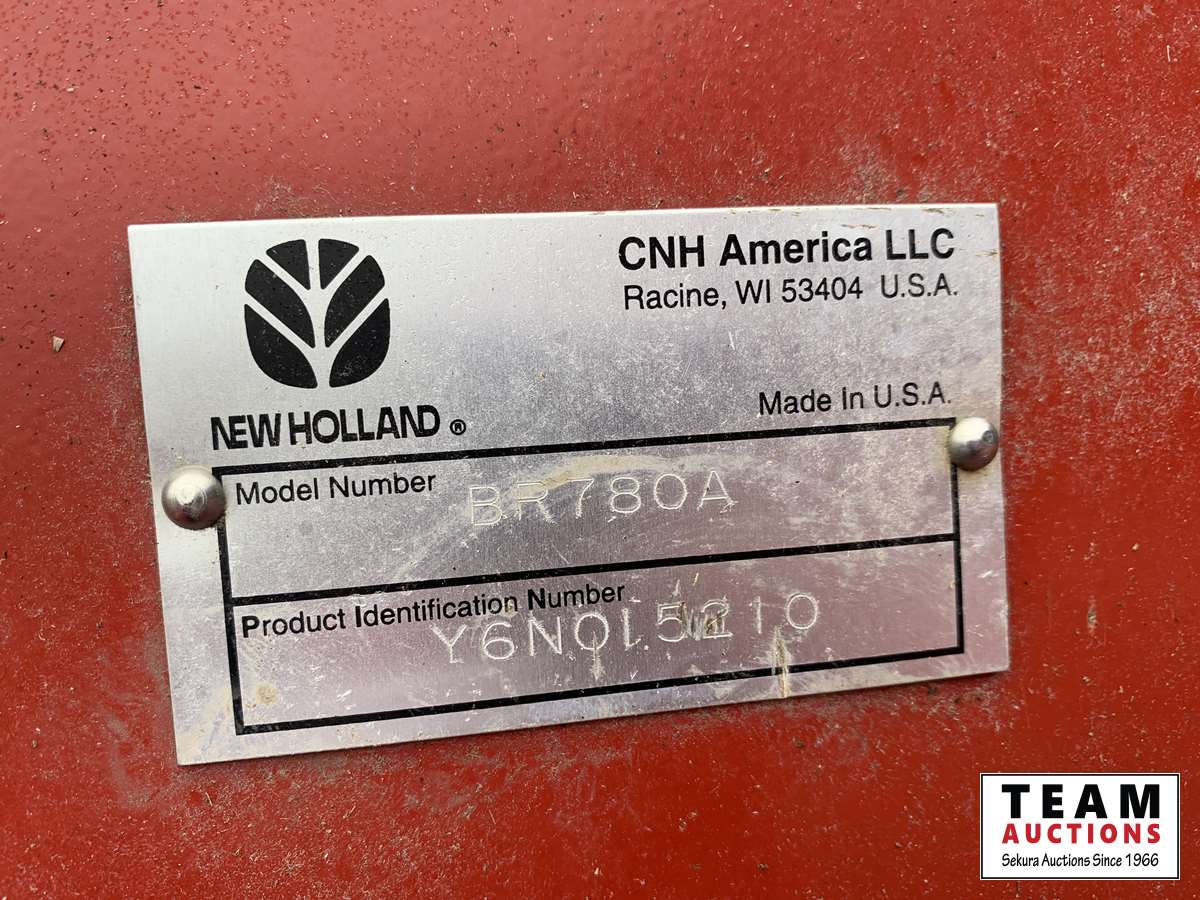 CNH America LLC
Racine, WI 53404 U.S.A.
NEW HOLLAND ®
Made In U.S.A.
Model Number BR780A
Product Identification Number
Y6N015210
TEAM
AUCTIONS
Sekura Auctions Since 1966